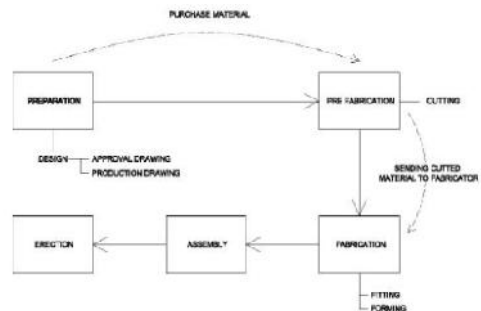 PURCHASE MATERIAL
PREPARATION
PRE FABRICATION
CUTTING
DESIGN
APPROVAL DRAWING
PRODUCTION DRAWING
SENDING CUTTED
MATERIAL TO FABRICATOR
ERECTION
ASSEMBLY
FABRICATION
FITTING
FORMING